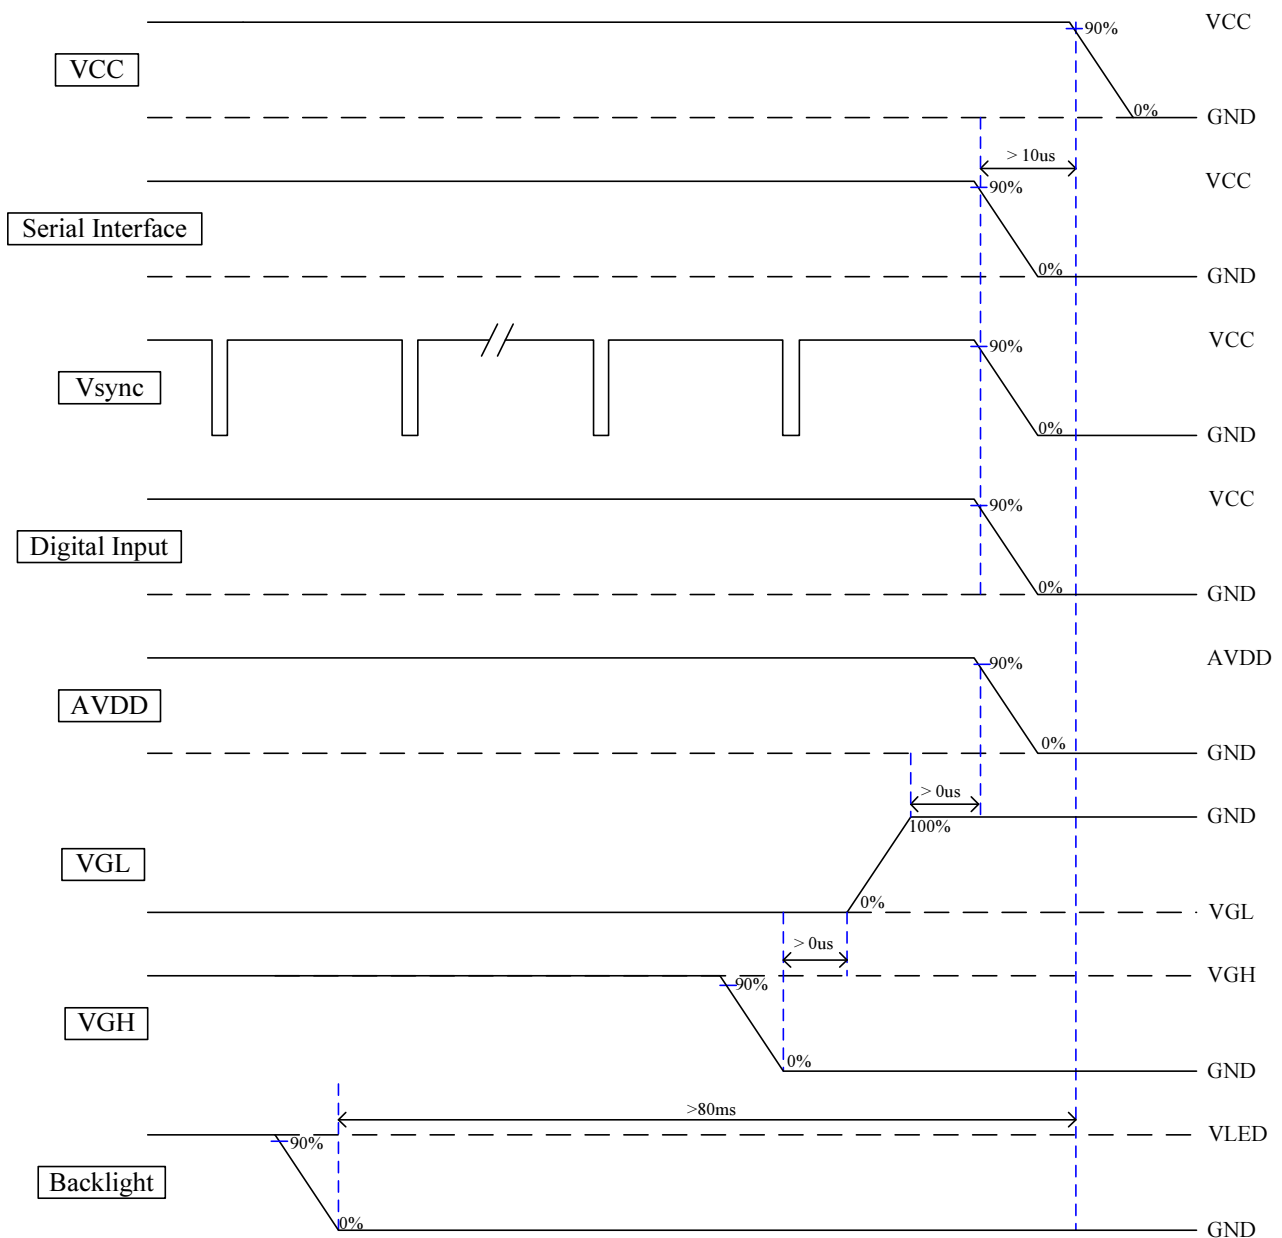 VCC
90%
VCC
0%
GND
> 10us
Serial Interface
90%
VCC
0%
GND
Vsync
90%
VCC
0%
GND
Digital Input
90%
VCC
0%
GND
AVDD
90%
AVDD
0%
GND
> 0us
100%
GND
VGL
0%
VGL
> 0us
VGH
90%
VGH
0%
GND
>80ms
Backlight
90%
VLED
0%
GND